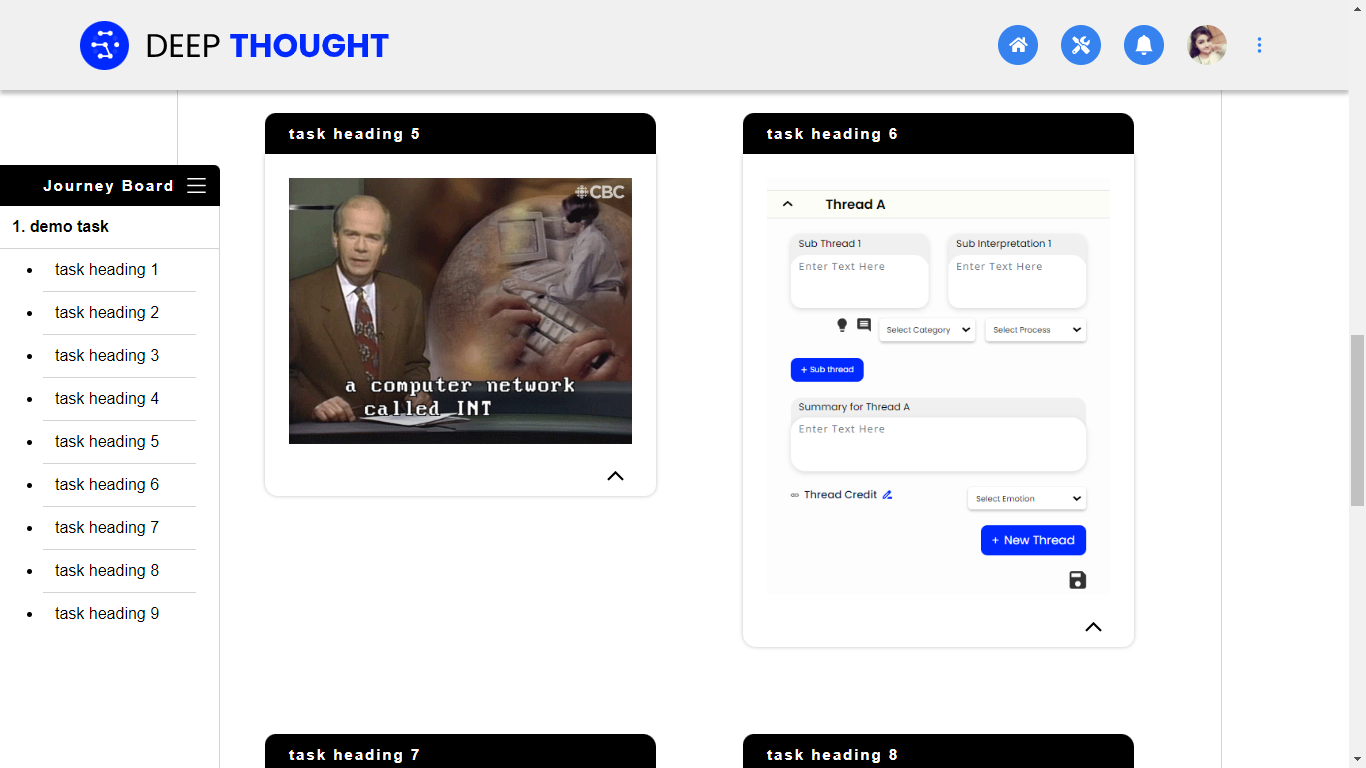 DEEP THOUGHT
Journey Board
1. demo task
task heading 1
task heading 2
task heading 3
task heading 4
task heading 5
task heading 6
task heading 7
task heading 8
task heading 9
task heading 5
CBC
a computer network
called INT
task heading 6
Thread A
Sub Thread 1
Enter Text Here
Sub Interpretation 1
Enter Text Here
Select Category
Select Process
+ Sub thread
Summary for Thread A
Enter Text Here
Thread Credit
Select Emotion
+ New Thread
task heading 7
task heading 8